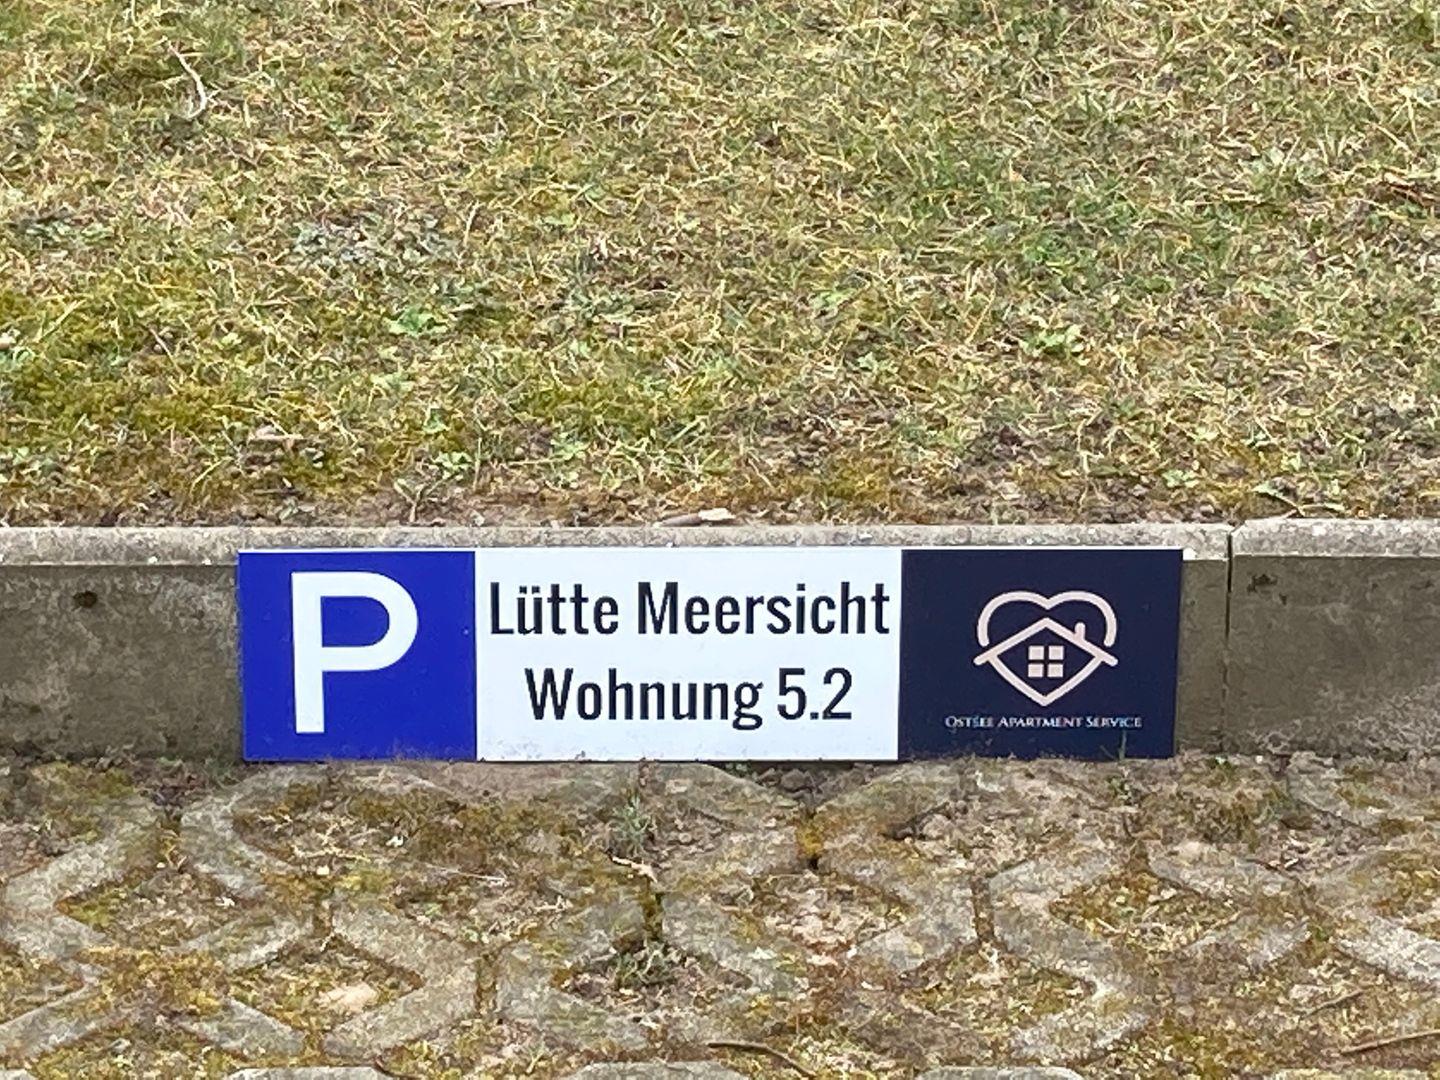 P
Lütte Meersicht
Wohnung 5.2
OSTSEE APARTMENT SERVICE